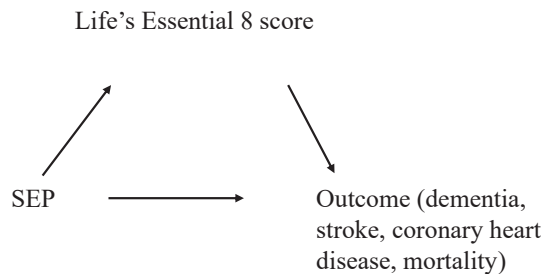 Life’s Essential 8 score
SEP
Outcome (dementia,
stroke, coronary heart
disease, mortality)